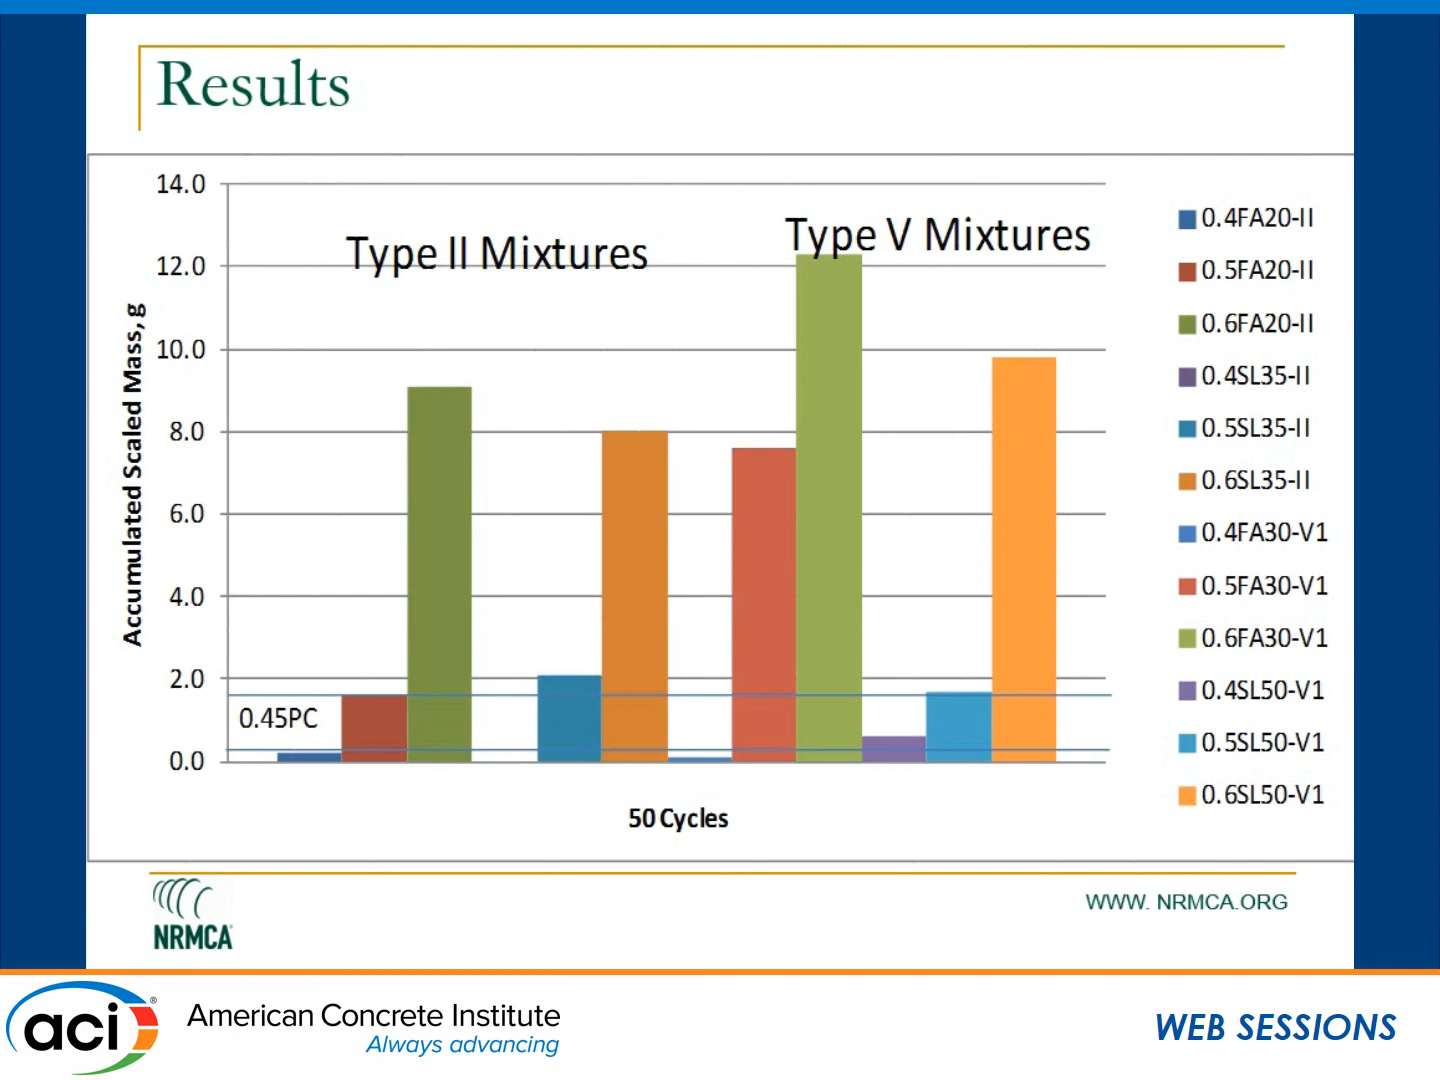 Results
14.0
12.0
10.0
8.0
6.0
4.0
2.0
0.0
Accumulated Scaled Mass, g
Type II Mixtures
Type V Mixtures
0.45PC
50 Cycles
0.4FA20-II
0.5FA20-II
0.6FA20-II
0.4SL35-II
0.5SL35-II
0.6SL35-II
0.4FA30-V1
0.5FA30-V1
0.6FA30-V1
0.4SL50-V1
0.5SL50-V1
0.6SL50-V1
NRMCA
WWW. NRMCA.ORG
aci®
American Concrete Institute
Always advancing
WEB SESSIONS